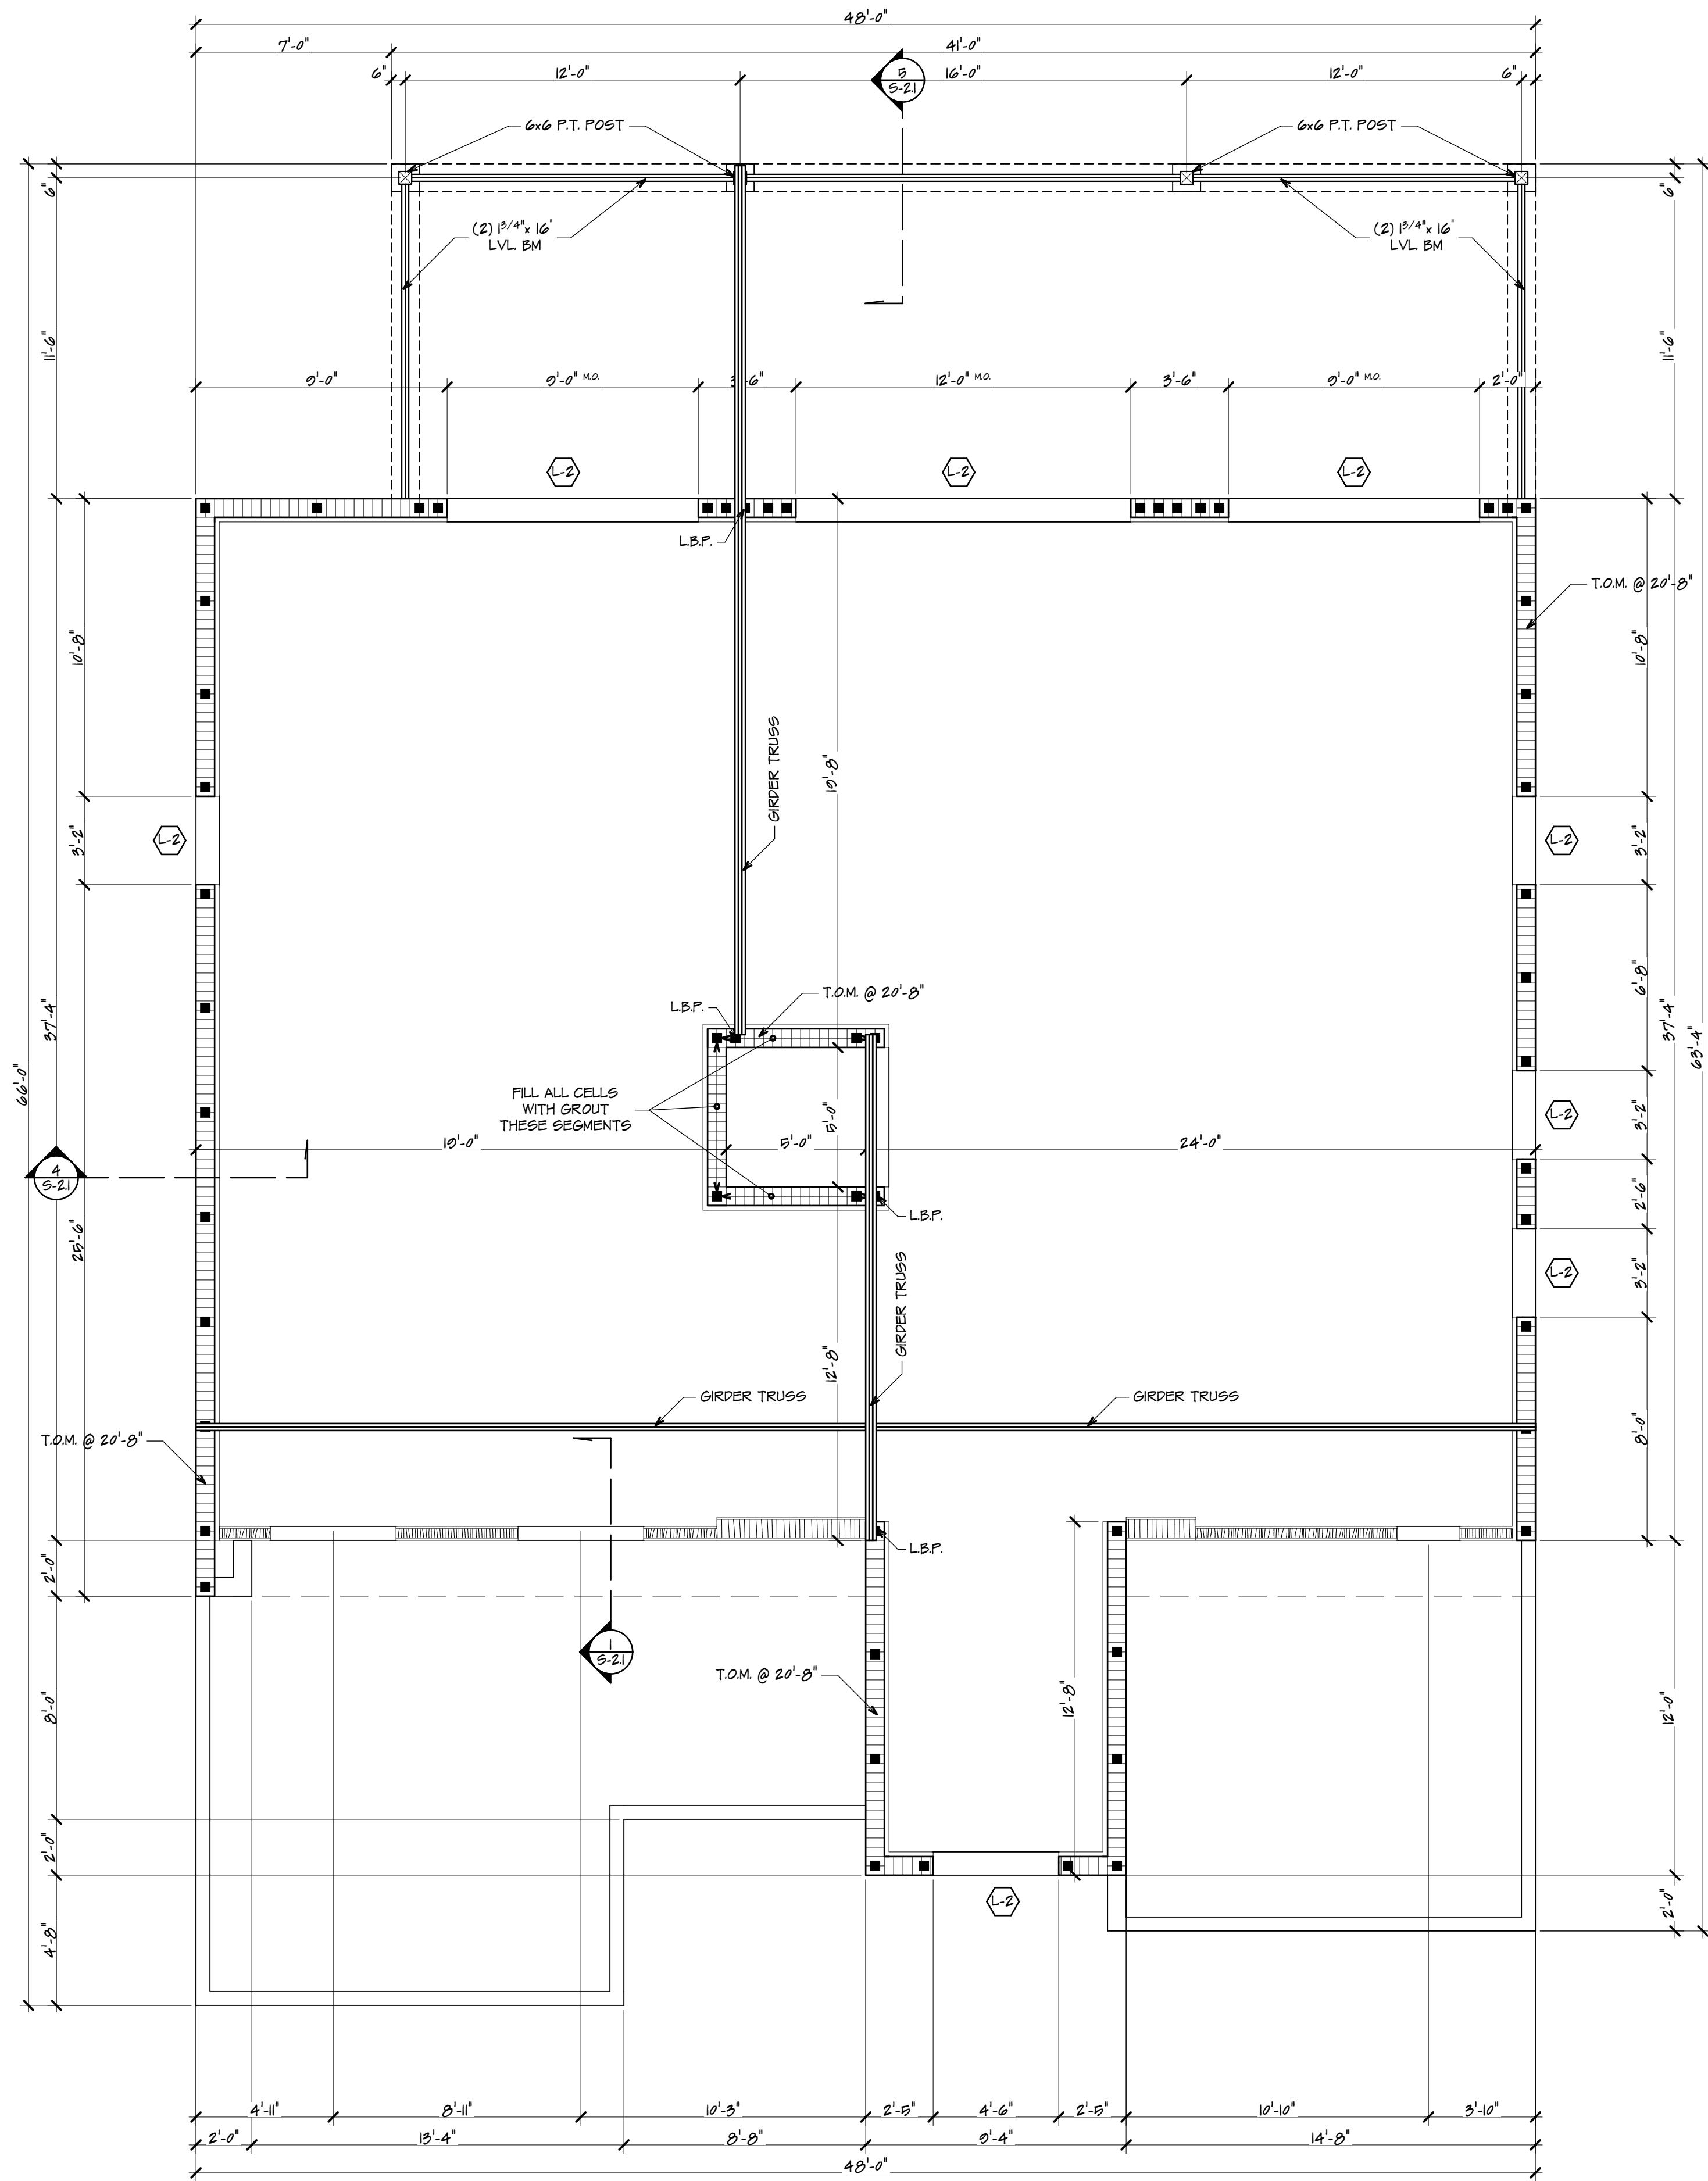 48'-0"
7'-0"
41'-0"
6"
12'-0"
5
S-2.1
16'-0"
12'-0"
6"
6x6 P.T. POST
6x6 P.T. POST
6"
6"
(2) 1 3/4"x 16"
LVL. BM
(2) 1 3/4"x 16"
LVL. BM
11'-6"
11'-6"
9'-0"
9'-0" M.O.
-6"
12'-0" M.O.
3'-6"
9'-0" M.O.
2'-0"
L-2
L-2
L-2
L.B.P.
T.O.M. @ 20'-8"
10'-8"
10'-8"
GIRDER TRUSS
19'-8"
3'-2"
L-2
L-2
3'-2"
37'-4"
L.B.P.
T.O.M. @ 20'-8"
6'-8"
37'-4"
63'-4"
66'-0"
FILL ALL CELLS
WITH GROUT
THESE SEGMENTS
5'-0"
L-2
3'-2"
19'-0"
5'-0"
24'-0"
4
S-2.1
2'-6"
L.B.P.
25'-6"
L-2
3'-2"
GIRDER TRUSS
12'-8"
GIRDER TRUSS
GIRDER TRUSS
T.O.M. @ 20'-8"
8'-0"
L.B.P.
2'-0"
1
S-2.1
T.O.M. @ 20'-8"
8'-0"
12'-8"
12'-0"
2'-0"
L-2
2'-0"
4'-8"
4'-11"
8'-11"
10'-3"
2'-5"
4'-6"
2'-5"
10'-10"
3'-10"
2'-0"
13'-4"
8'-8"
9'-4"
14'-8"
48'-0"